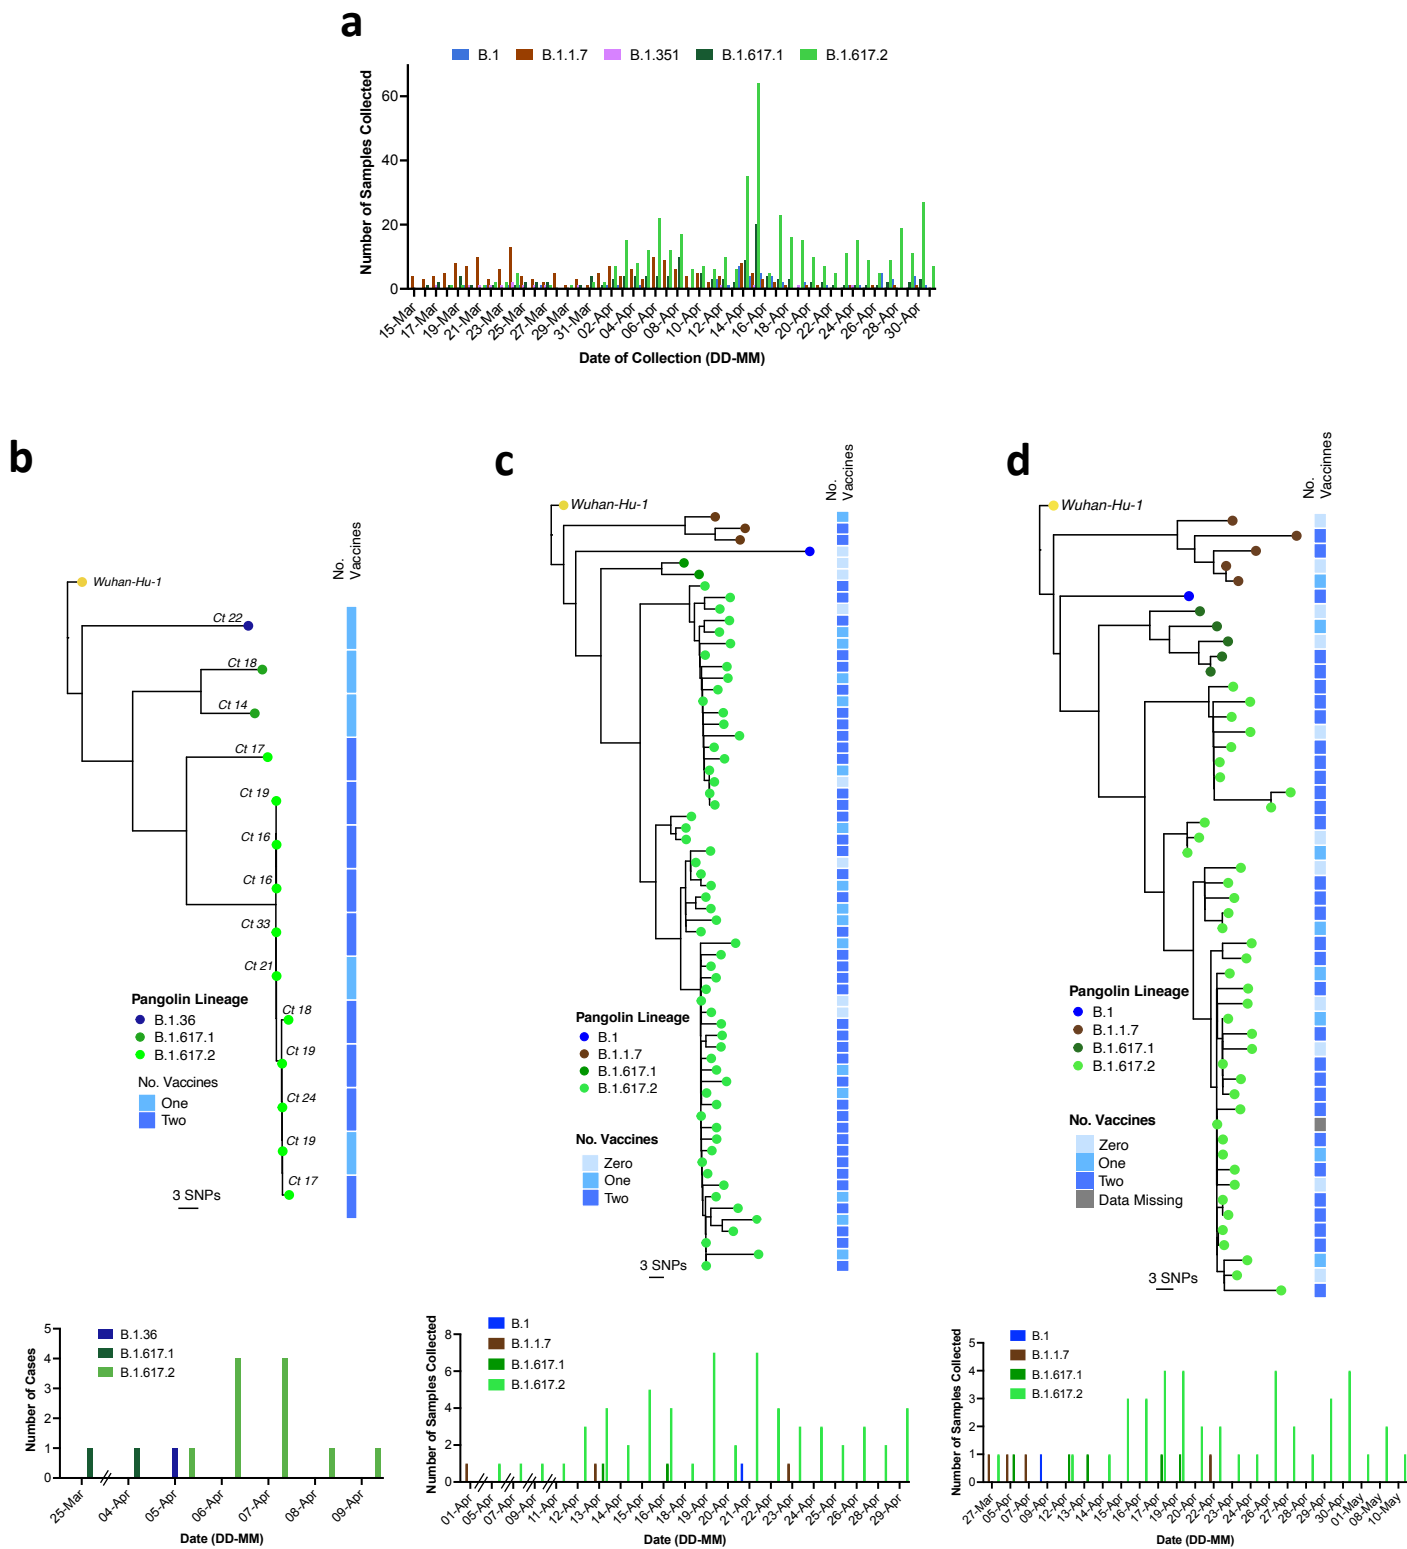 a
B.1 B.1.1.7 B.1.351 B.1.617.1 B.1.617.2
Number of Samples Collected
60
40
20
0
15-Mar 17-Mar 19-Mar 21-Mar 23-Mar 25-Mar 27-Mar 29-Mar 31-Mar 02-Apr 04-Apr 06-Apr 08-Apr 10-Apr 12-Apr 14-Apr 16-Apr 18-Apr 20-Apr 22-Apr 24-Apr 26-Apr 28-Apr 30-Apr
Date of Collection (DD-MM)
b
No.
Vaccines
Wuhan-Hu-1
Ct 22
Ct 18
Ct 14
Ct 17
Ct 19
Ct 16
Ct 16
Ct 33
Ct 21
Ct 18
Ct 19
Ct 24
Ct 19
Ct 17
Pangolin Lineage
B.1.36
B.1.617.1
B.1.617.2
No. Vaccines
One
Two
3 SNPs
Number of Cases
5
4
3
2
1
0
B.1.36
B.1.617.1
B.1.617.2
25-Mar 04-Apr 05-Apr 06-Apr 07-Apr 08-Apr 09-Apr
Date (DD-MM)
c
No.
Vaccines
Wuhan-Hu-1
Pangolin Lineage
B.1
B.1.1.7
B.1.617.1
B.1.617.2
No. Vaccines
Zero
One
Two
3 SNPs
Number of Samples Collected
8
6
4
2
0
B.1
B.1.1.7
B.1.617.1
B.1.617.2
01-Apr 05-Apr 07-Apr 09-Apr 11-Apr 12-Apr 13-Apr 14-Apr 15-Apr 16-Apr 18-Apr 19-Apr 20-Apr 21-Apr 22-Apr 23-Apr 24-Apr 25-Apr 26-Apr 28-Apr 29-Apr
Date (DD-MM)
d
No.
Vaccinnes
Wuhan-Hu-1
Pangolin Lineage
B.1
B.1.1.7
B.1.617.1
B.1.617.2
No. Vaccines
Zero
One
Two
Data Missing
3 SNPs
Number of Samples Collected
5
4
3
2
1
0
B.1
B.1.1.7
B.1.617.1
B.1.617.2
27-Mar 05-Apr 07-Apr 09-Apr 12-Apr 13-Apr 14-Apr 15-Apr 16-Apr 17-Apr 19-Apr 20-Apr 22-Apr 23-Apr 24-Apr 26-Apr 27-Apr 28-Apr 29-Apr 30-Apr 01-May 08-May 10-May
Date (DD-MM)